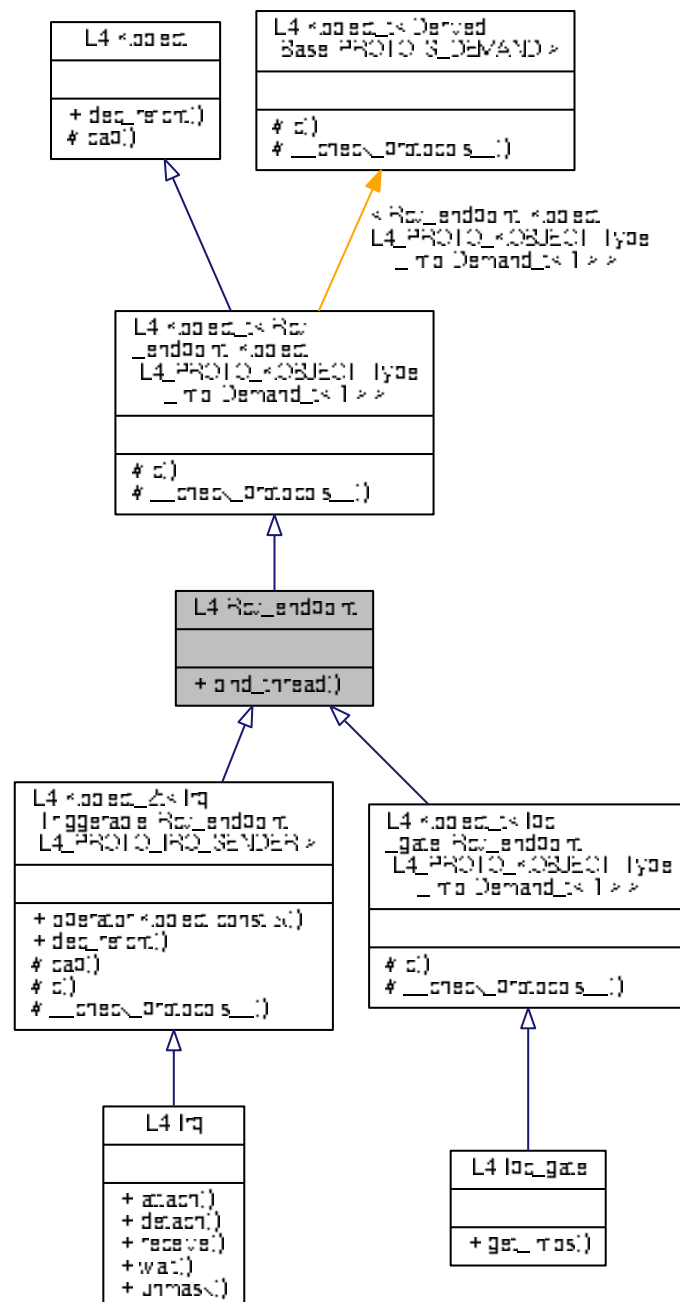 L4 Kobject
+ dec_refcnt()
# cap()
L4 Kobject_t< Derived
Base PROTO S_DEMAND >
# c()
# __check_protocols__()
< Rcv_endpoint Kobject
L4_PROTO_KOBJECT Type
_info Demand_t< 1 > >
L4 Kobject_t< Rcv
_endpoint Kobject
L4_PROTO_KOBJECT Type
_info Demand_t< 1 > >
# c()
# __check_protocols__()
L4 Rcv_endpoint
+ bind_thread()
L4 Kobject_2t< Irq
Triggerable Rcv_endpoint
L4_PROTO_IRQ_SENDER >
+ operator Kobject const &()
+ dec_refcnt()
# cap()
# c()
# __check_protocols__()
L4 Kobject_t< Ipc
_gate Rcv_endpoint
L4_PROTO_KOBJECT Type
_info Demand_t< 1 > >
# c()
# __check_protocols__()
L4 Irq
+ attach()
+ detach()
+ receive()
+ wait()
+ unmask()
L4 Ipc_gate
+ get_infos()